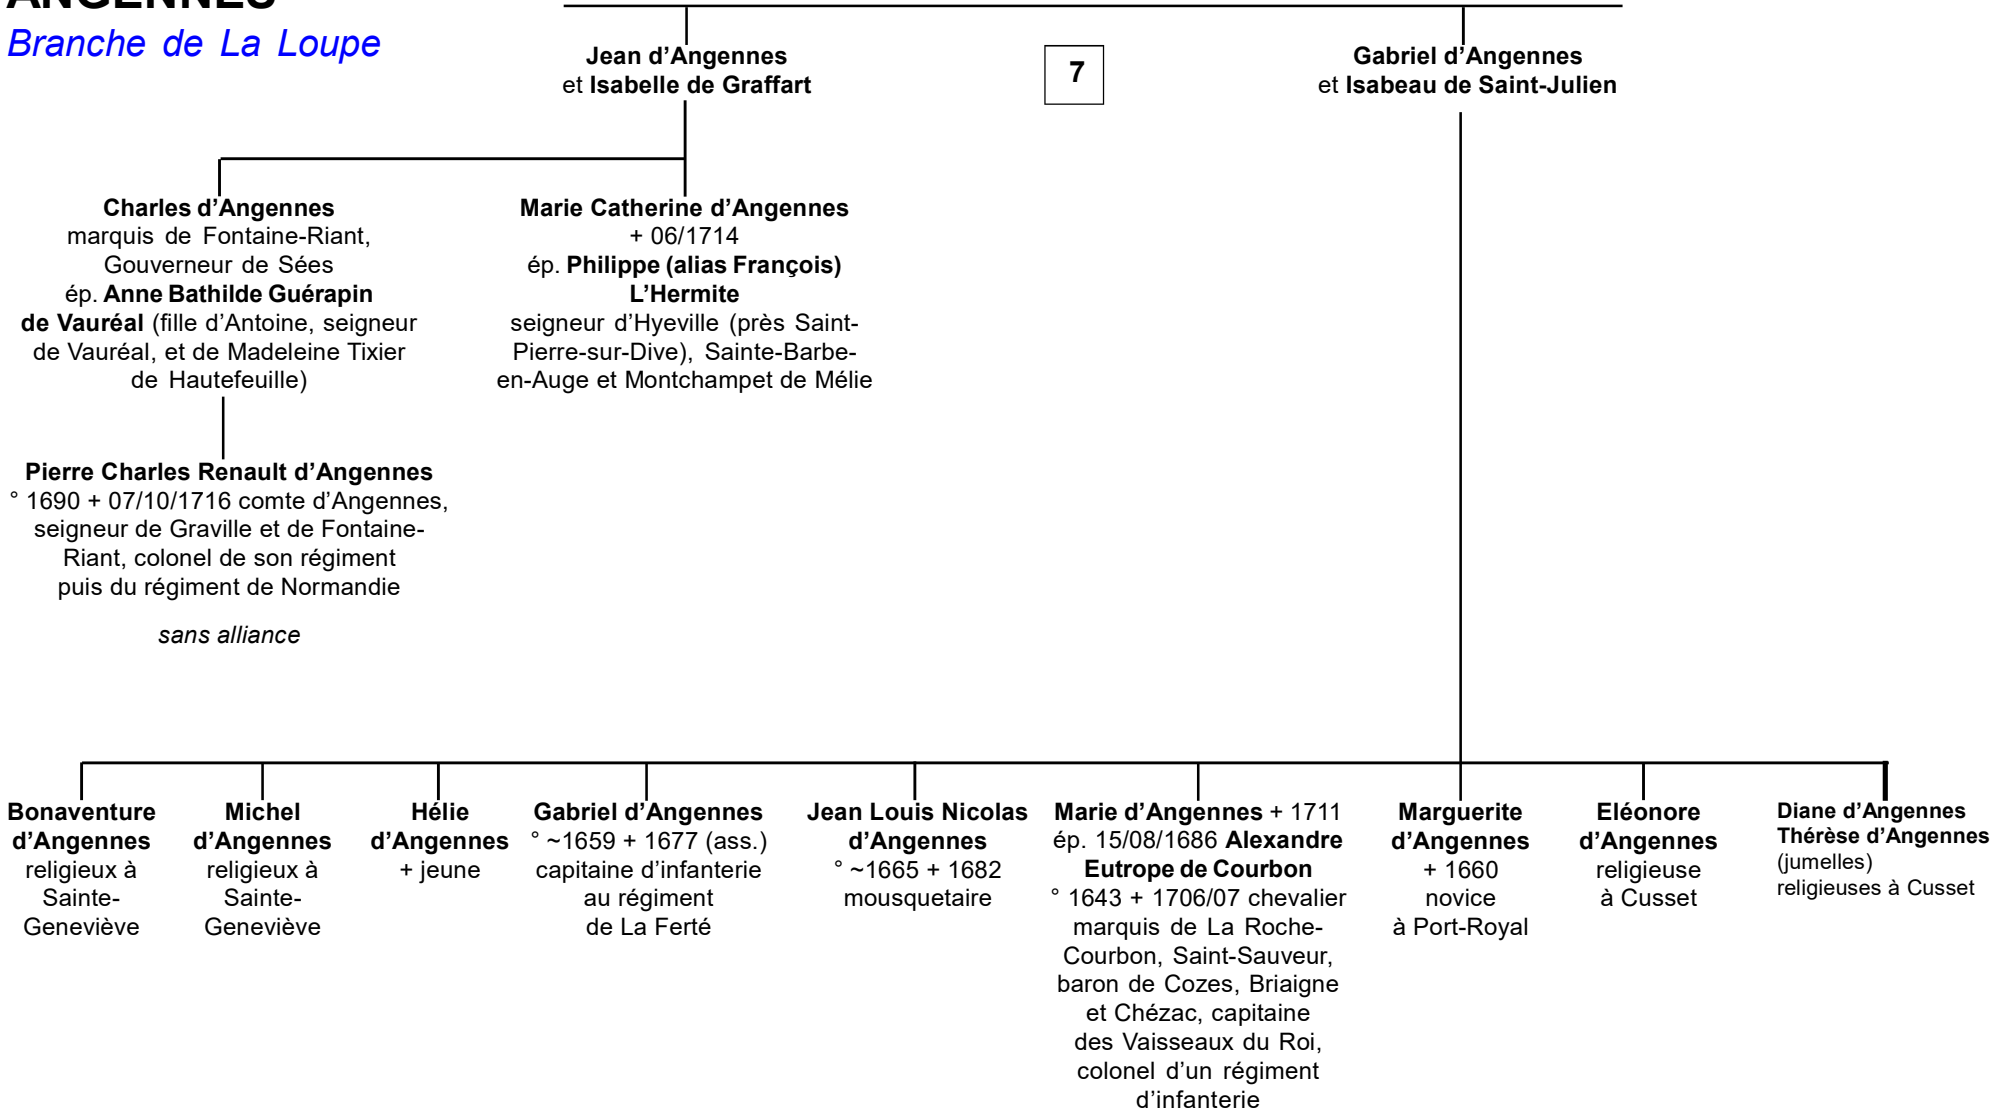 ANGENNES
Branche de La Loupe
Jean d’Angennes
et Isabelle de Graffart
7
Gabriel d’Angennes
et Isabeau de Saint-Julien
Charles d’Angennes
marquis de Fontaine-Riant,
Gouverneur de Sées
ép. Anne Bathilde Guérapin
de Vauréal (fille d’Antoine, seigneur
de Vauréal, et de Madeleine Tixier
de Hautefeuille)
Marie Catherine d’Angennes
+ 06/1714
ép. Philippe (alias François)
L’Hermite
seigneur d’Hyeville (près Saint-
Pierre-sur-Dive), Sainte-Barbe-
en-Auge et Montchampet de Mélie
Pierre Charles Renault d’Angennes
° 1690 + 07/10/1716 comte d’Angennes,
seigneur de Graville et de Fontaine-
Riant, colonel de son régiment
puis du régiment de Normandie
sans alliance
Bonaventure
d’Angennes
religieux à
Sainte-
Geneviève
Michel
d’Angennes
religieux à
Sainte-
Geneviève
Hélie
d’Angennes
+ jeune
Gabriel d’Angennes
° ~1659 + 1677 (ass.)
capitaine d’infanterie
au régiment
de La Ferté
Jean Louis Nicolas
d’Angennes
° ~1665 + 1682
mousquetaire
Marie d’Angennes + 1711
ép. 15/08/1686 Alexandre
Eutrope de Courbon
° 1643 + 1706/07 chevalier
marquis de La Roche-
Courbon, Saint-Sauveur,
baron de Cozes, Briaigne
et Chézac, capitaine
des Vaisseaux du Roi,
colonel d’un régiment
d’infanterie
Marguerite
d’Angennes
+ 1660
novice
à Port-Royal
Eléonore
d’Angennes
religieuse
à Cusset
Diane d’Angennes
Thérèse d’Angennes
(jumelles)
religieuses à Cusset